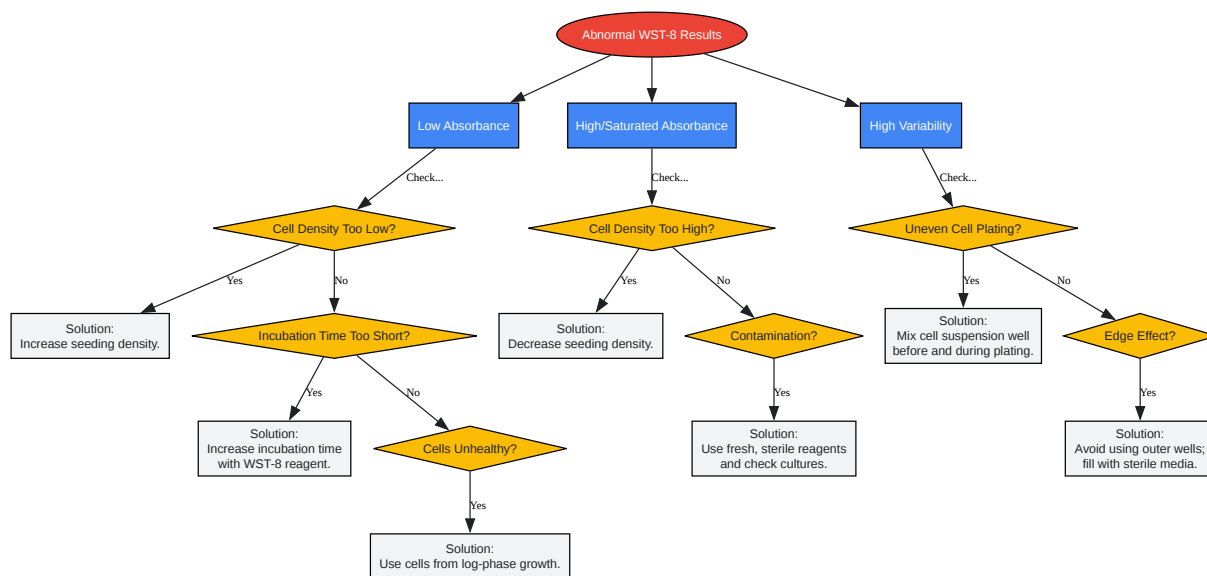 Abnormal WST-8 Results
Low Absorbance
High/Saturated Absorbance
High Variability
Check...
Check...
Check...
Cell Density Too Low?
Cell Density Too High?
Uneven Cell Plating?
Yes
No
Yes
No
Yes
No
Solution:
Increase seeding density.
Incubation Time Too Short?
Solution:
Decrease seeding density.
Contamination?
Solution:
Mix cell suspension well
before and during plating.
Edge Effect?
Yes
No
Yes
Yes
Solution:
Increase incubation time
with WST-8 reagent.
Cells Unhealthy?
Solution:
Use fresh, sterile reagents
and check cultures.
Solution:
Avoid using outer wells;
fill with sterile media.
Yes
Solution:
Use cells from log-phase growth.